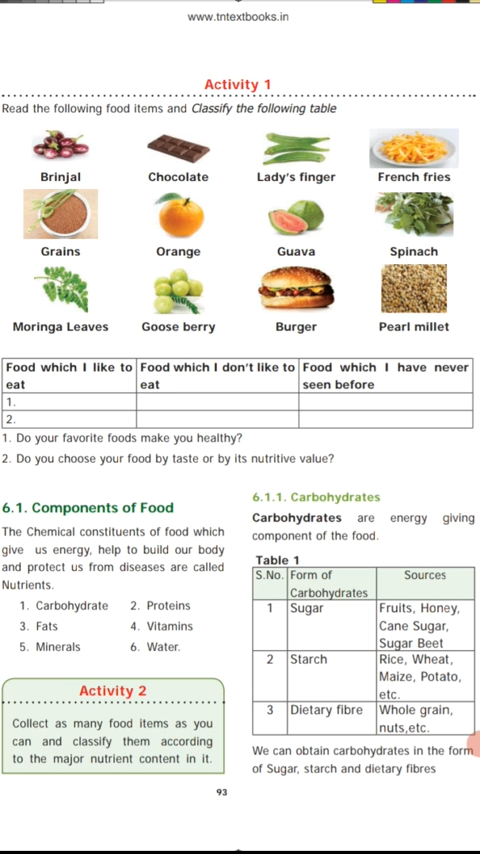 www.tntextbooks.in
Activity 1
Read the following food items and Classify the following table
Brinjal
Chocolate
Lady's finger
French fries
Grains
Orange
Guava
Spinach
Moringa Leaves
Goose berry
Burger
Pearl millet
Food which I like to eat
Food which I don't like to eat
Food which I have never seen before
1.
2.
1. Do your favorite foods make you healthy?
2. Do you choose your food by taste or by its nutritive value?
6.1. Components of Food
The Chemical constituents of food which
give us energy, help to build our body
and protect us from diseases are called
Nutrients.
1. Carbohydrate 2. Proteins
3. Fats 4. Vitamins
5. Minerals 6. Water.
Activity 2
Collect as many food items as you
can and classify them according
to the major nutrient content in it.
6.1.1. Carbohydrates
Carbohydrates are energy giving
component of the food.
Table 1
S.No. Form of Carbohydrates Sources
1 Sugar Fruits, Honey,
Cane Sugar,
Sugar Beet
2 Starch Rice, Wheat,
Maize, Potato,
etc.
3 Dietary fibre Whole grain,
nuts,etc.
We can obtain carbohydrates in the form
of Sugar, starch and dietary fibres
93